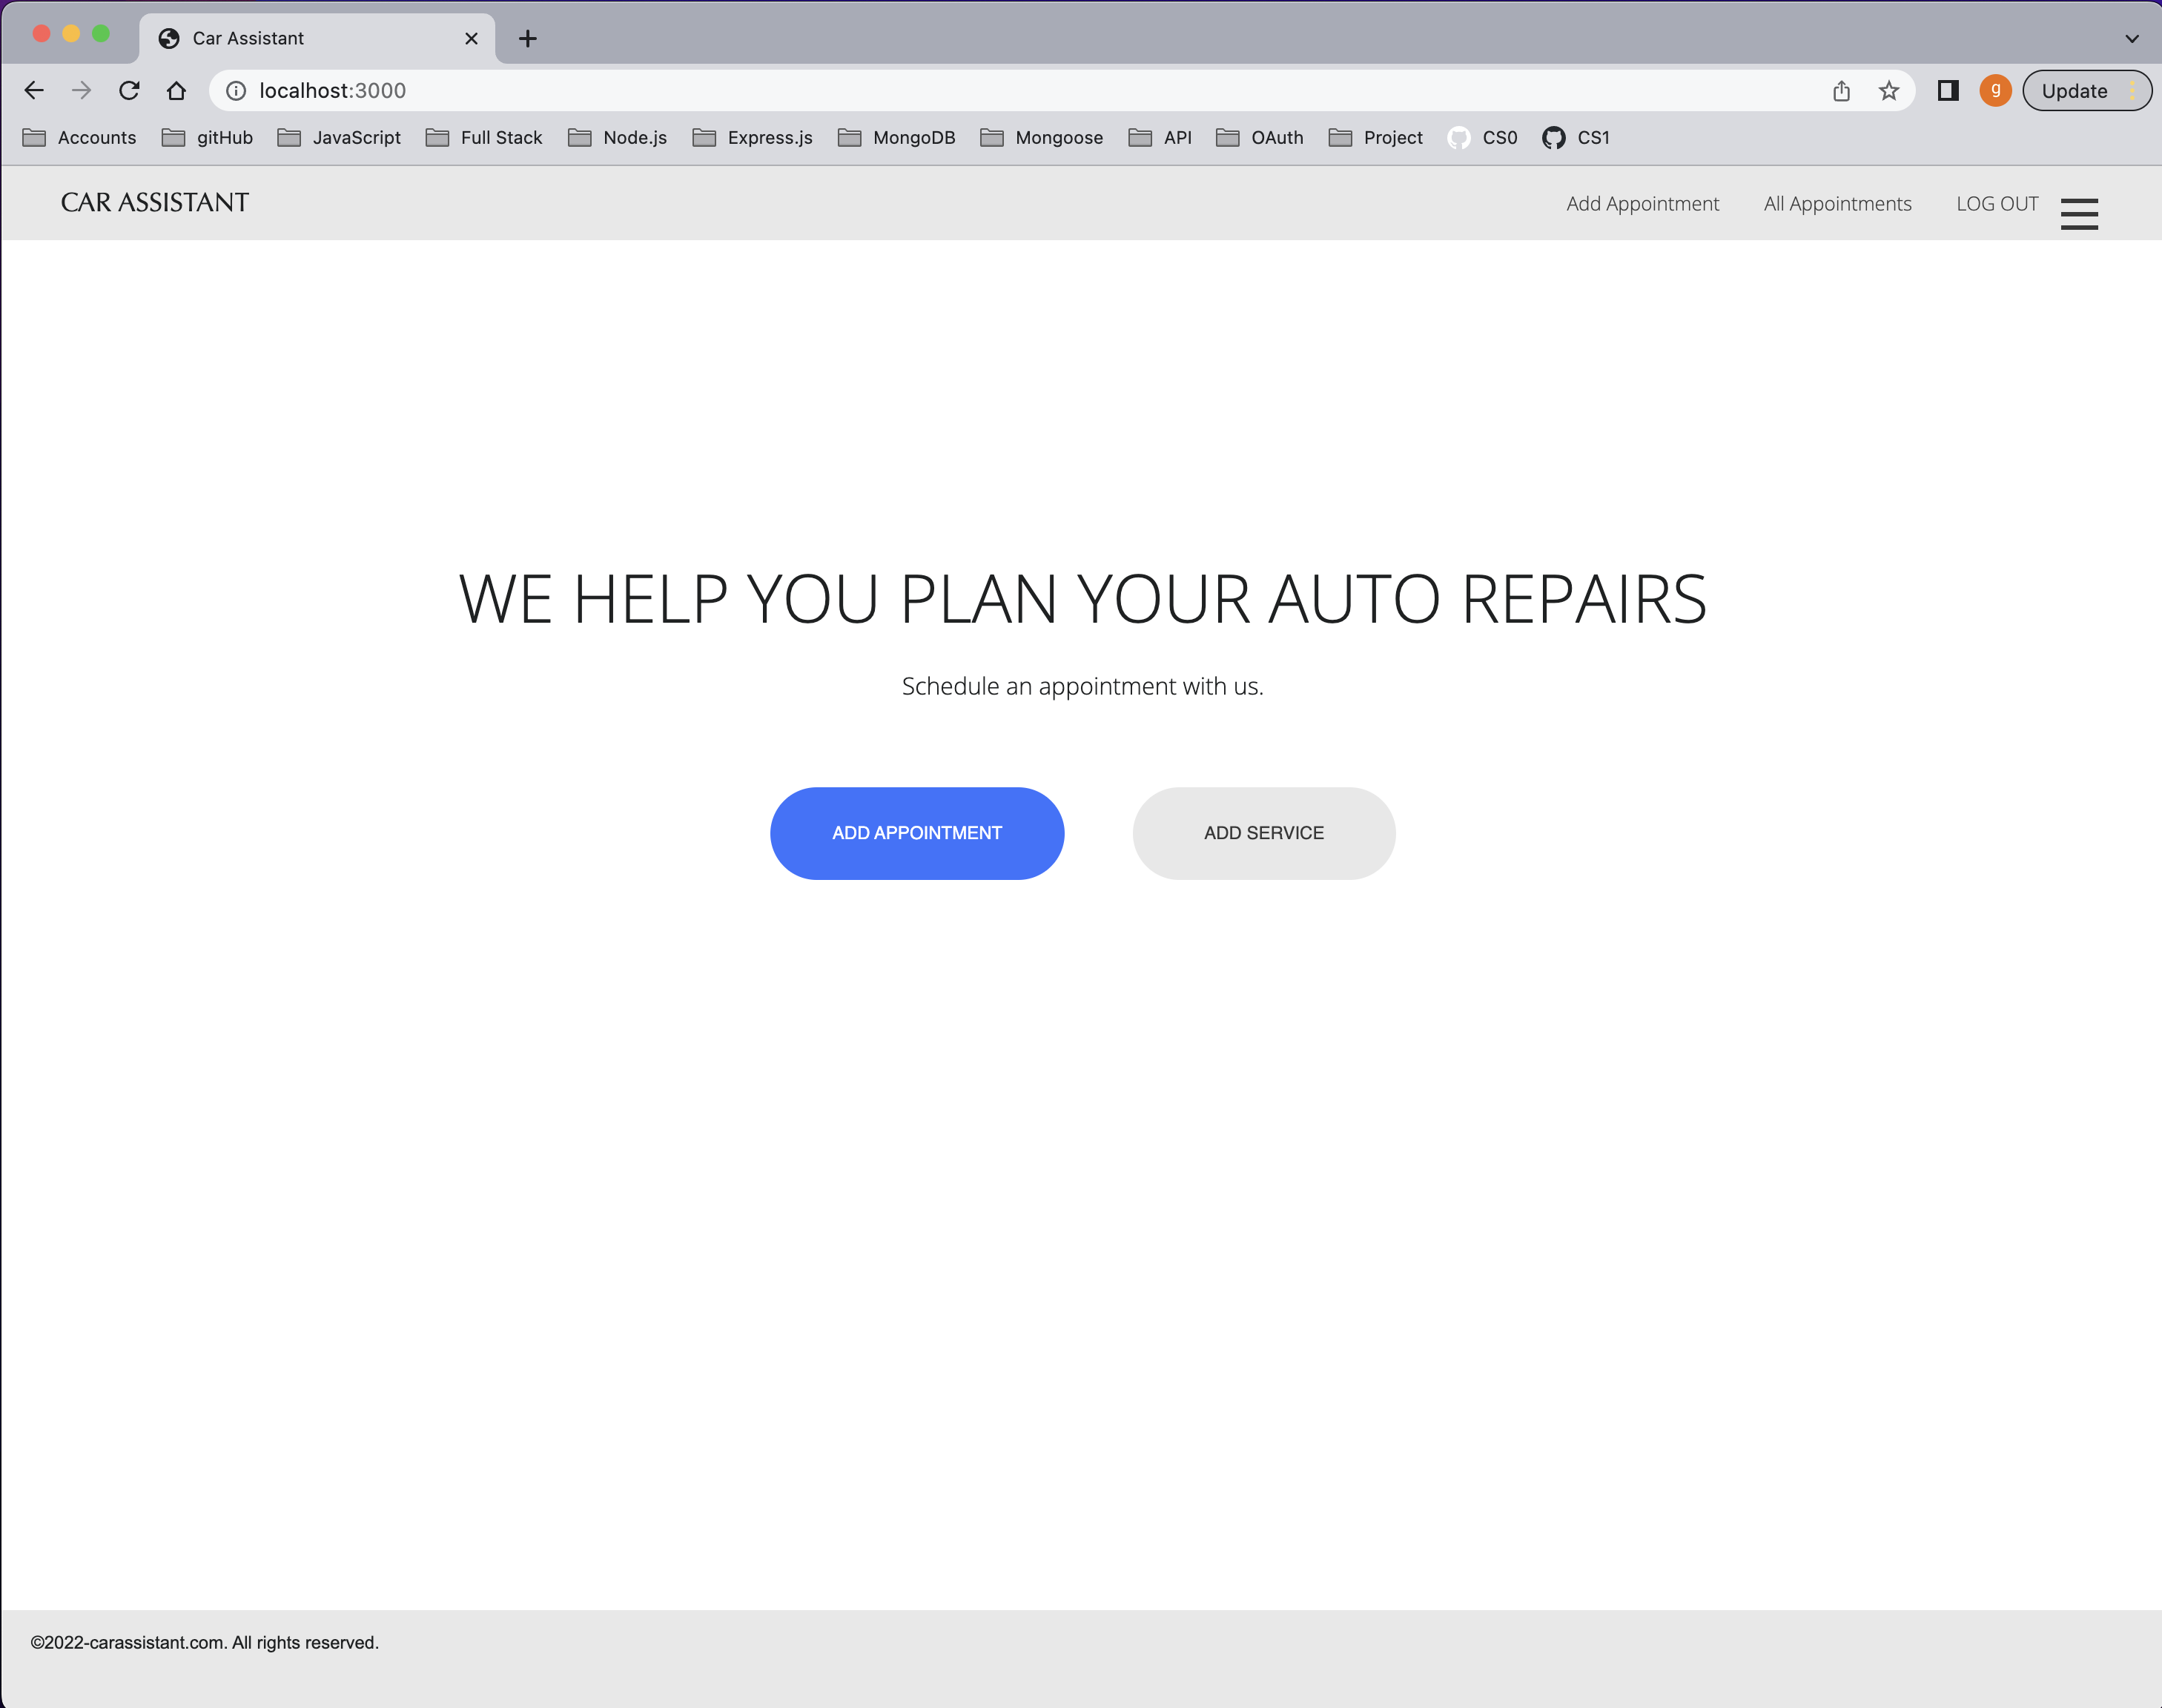 Car Assistant
localhost:3000
g
Update
Accounts gitHub JavaScript Full Stack Node.js Express.js MongoDB Mongoose API OAuth Project CS0 CS1
CAR ASSISTANT Add Appointment All Appointments LOG OUT
WE HELP YOU PLAN YOUR AUTO REPAIRS
Schedule an appointment with us.
ADD APPOINTMENT ADD SERVICE
©2022-carassistant.com. All rights reserved.